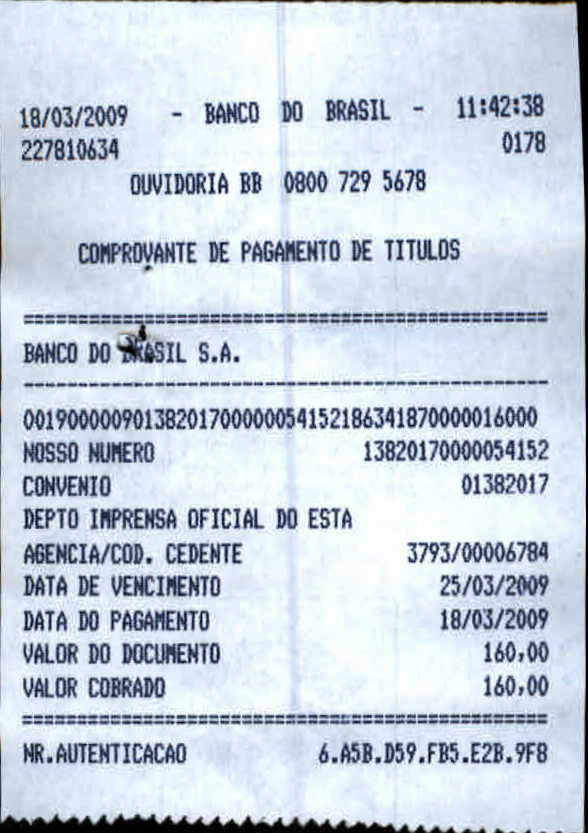 18/03/2009 - BANCO DO BRASIL - 11:42:38
227810634 0178
OUVIDORIA BB 0800 729 5678
COMPROVANTE DE PAGAMENTO DE TITULOS
================================================
BANCO DO BRASIL S.A.
------------------------------------------------
00190000090138201700000054152186341870000016000
NOSSO NUMERO 13820170000054152
CONVENIO 01382017
DEPTO IMPRENSA OFICIAL DO ESTA
AGENCIA/COD. CEDENTE 3793/00006784
DATA DE VENCIMENTO 25/03/2009
DATA DO PAGAMENTO 18/03/2009
VALOR DO DOCUMENTO 160,00
VALOR COBRADO 160,00
================================================
NR.AUTENTICACAO 6.A5B.D59.FB5.E2B.9F8